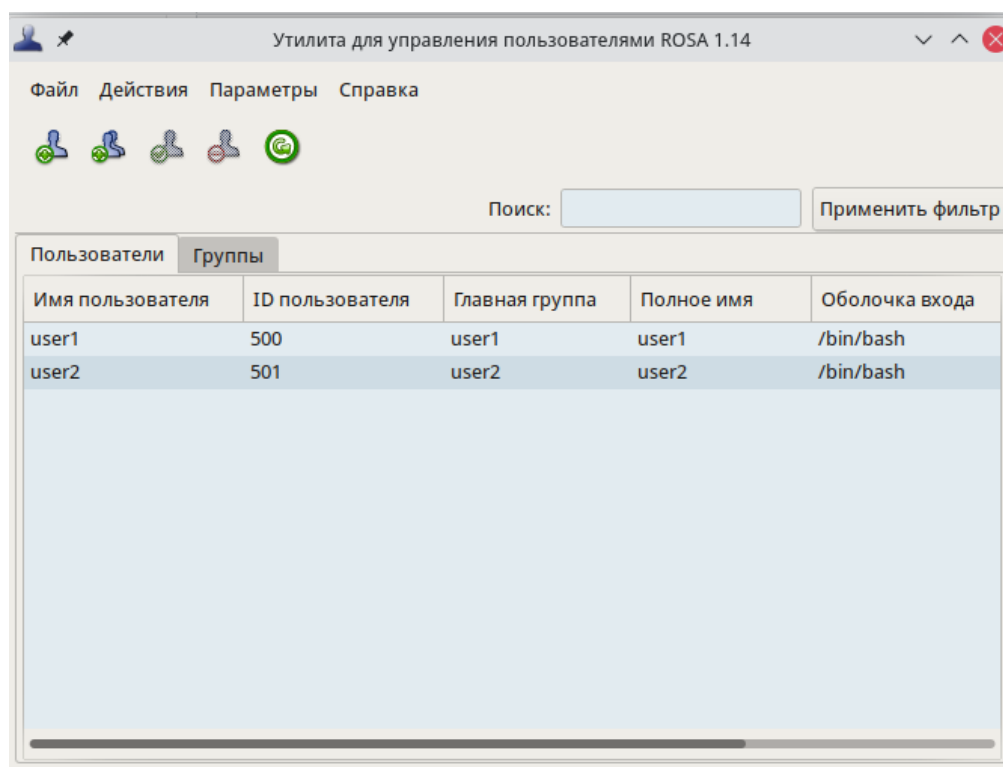 Утилита для управления пользователями ROSA 1.14
Файл Действия Параметры Справка
Поиск: Применить фильтр
Пользователи Группы
Имя пользователя ID пользователя Главная группа Полное имя Оболочка входа
user1 500 user1 user1 /bin/bash
user2 501 user2 user2 /bin/bash